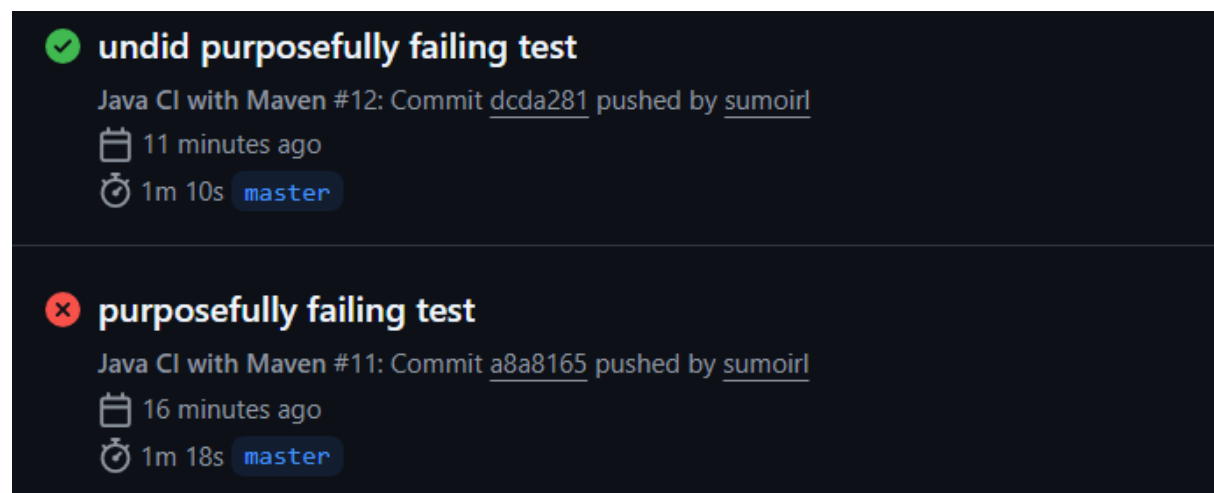 undid purposefully failing test
Java CI with Maven #12: Commit dcda281 pushed by sumoirl
11 minutes ago
1m 10s master
purposefully failing test
Java CI with Maven #11: Commit a8a8165 pushed by sumoirl
16 minutes ago
1m 18s master